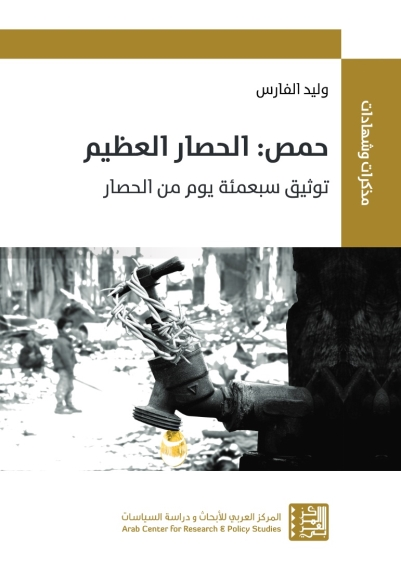 وليد الفارس
مذكرات وشهادات
حمص: الحصار العظيم
توثيق سبعمئة يوم من الحصار
المركز العربي للأبحاث و دراسة السياسات
Arab Center for Research & Policy Studies